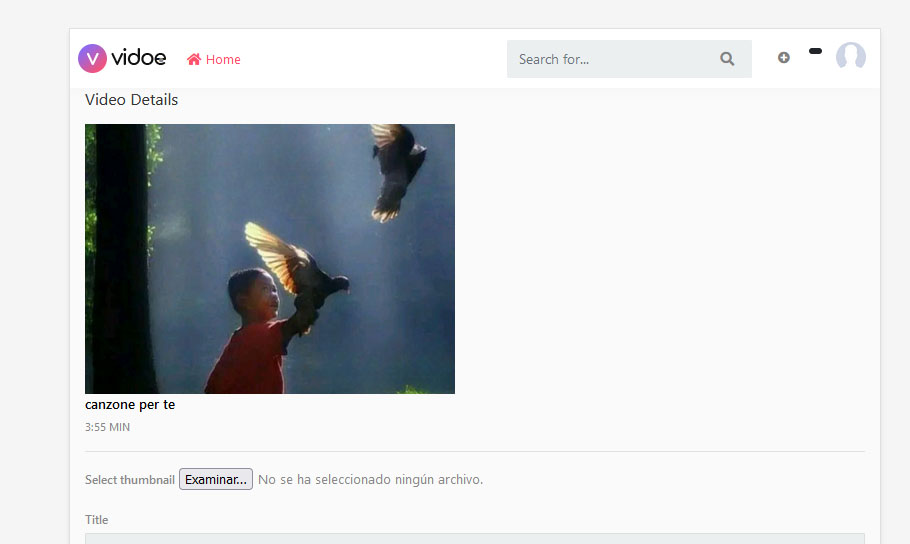 vidoe Home Search for...
Video Details
canzone per te
3:55 MIN
Select thumbnail Examinar... No se ha seleccionado ningún archivo.
Title